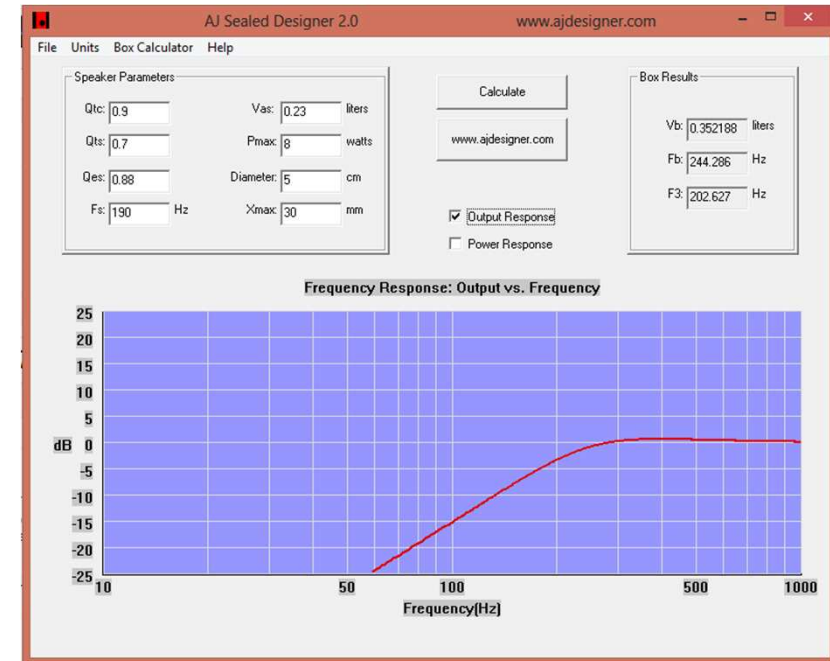 AJ Sealed Designer 2.0 www.ajdesigner.com
File Units Box Calculator Help
Speaker Parameters
Qtc: 0.9 Vas: 0.23 liters
Qts: 0.7 Pmax: 8 watts
Qes: 0.88 Diameter: 5 cm
Fs: 190 Hz Xmax: 30 mm
Calculate
www.ajdesigner.com
Output Response
Power Response
Box Results
Vb: 0.352188 liters
Fb: 244.286 Hz
F3: 202.627 Hz
Frequency Response: Output vs. Frequency
25
20
15
10
5
dB 0
-5
-10
-15
-20
-25
10 50 100 500 1000
Frequency(Hz)